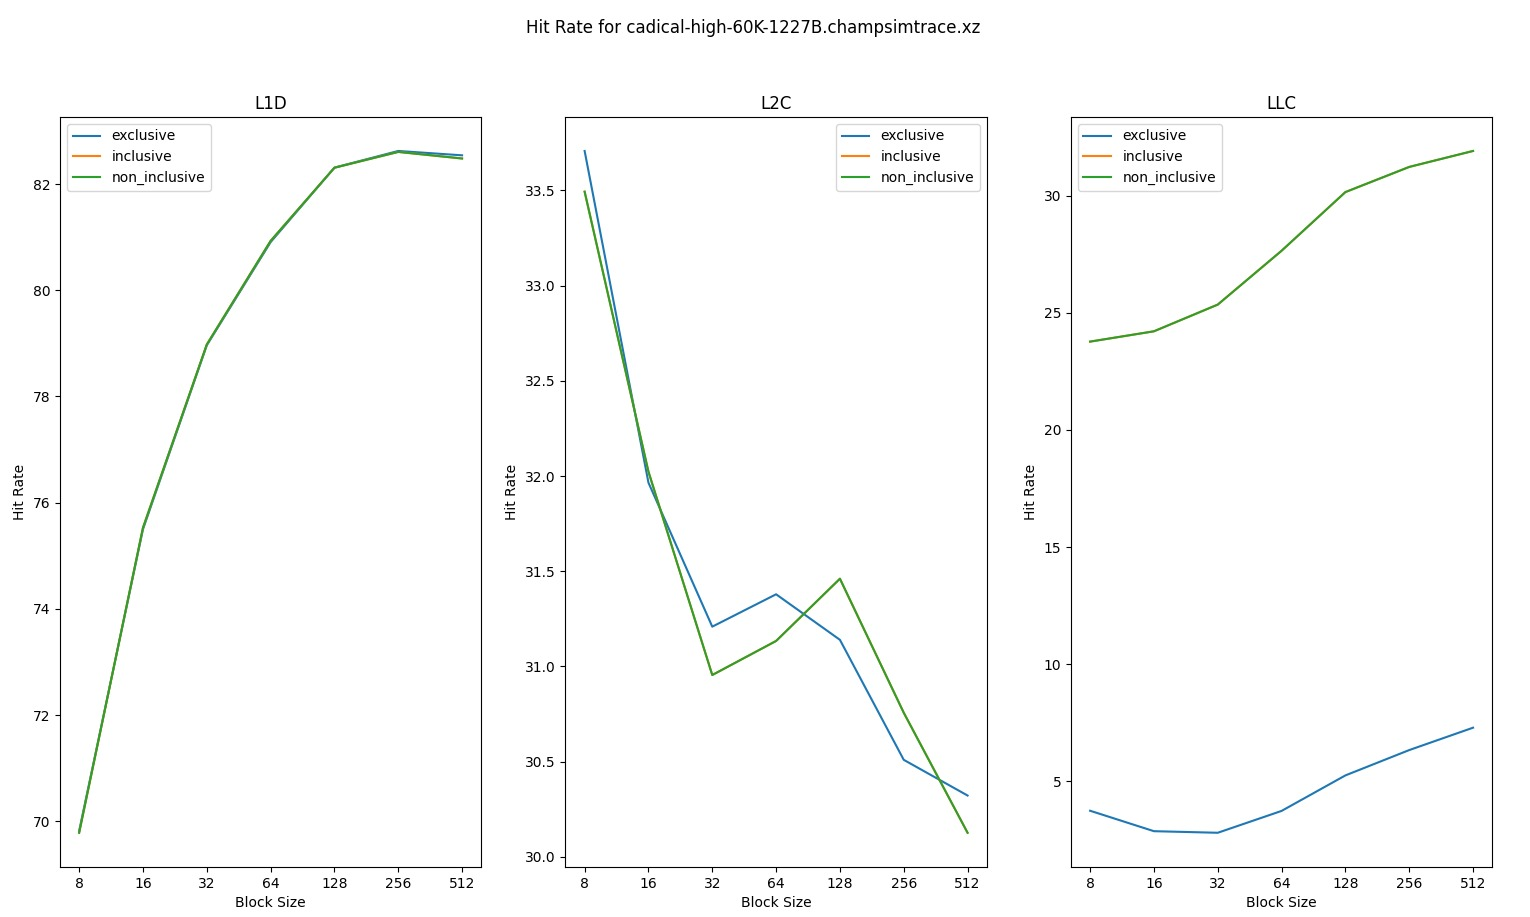 Hit Rate for cadical-high-60K-1227B.champsimtrace.xz
L1D
exclusive
inclusive
non_inclusive
82
80
78
76
74
72
70
Hit Rate
8 16 32 64 128 256 512
Block Size
L2C
exclusive
inclusive
non_inclusive
33.5
33.0
32.5
32.0
31.5
31.0
30.5
30.0
Hit Rate
8 16 32 64 128 256 512
Block Size
LLC
exclusive
inclusive
non_inclusive
30
25
20
15
10
5
Hit Rate
8 16 32 64 128 256 512
Block Size